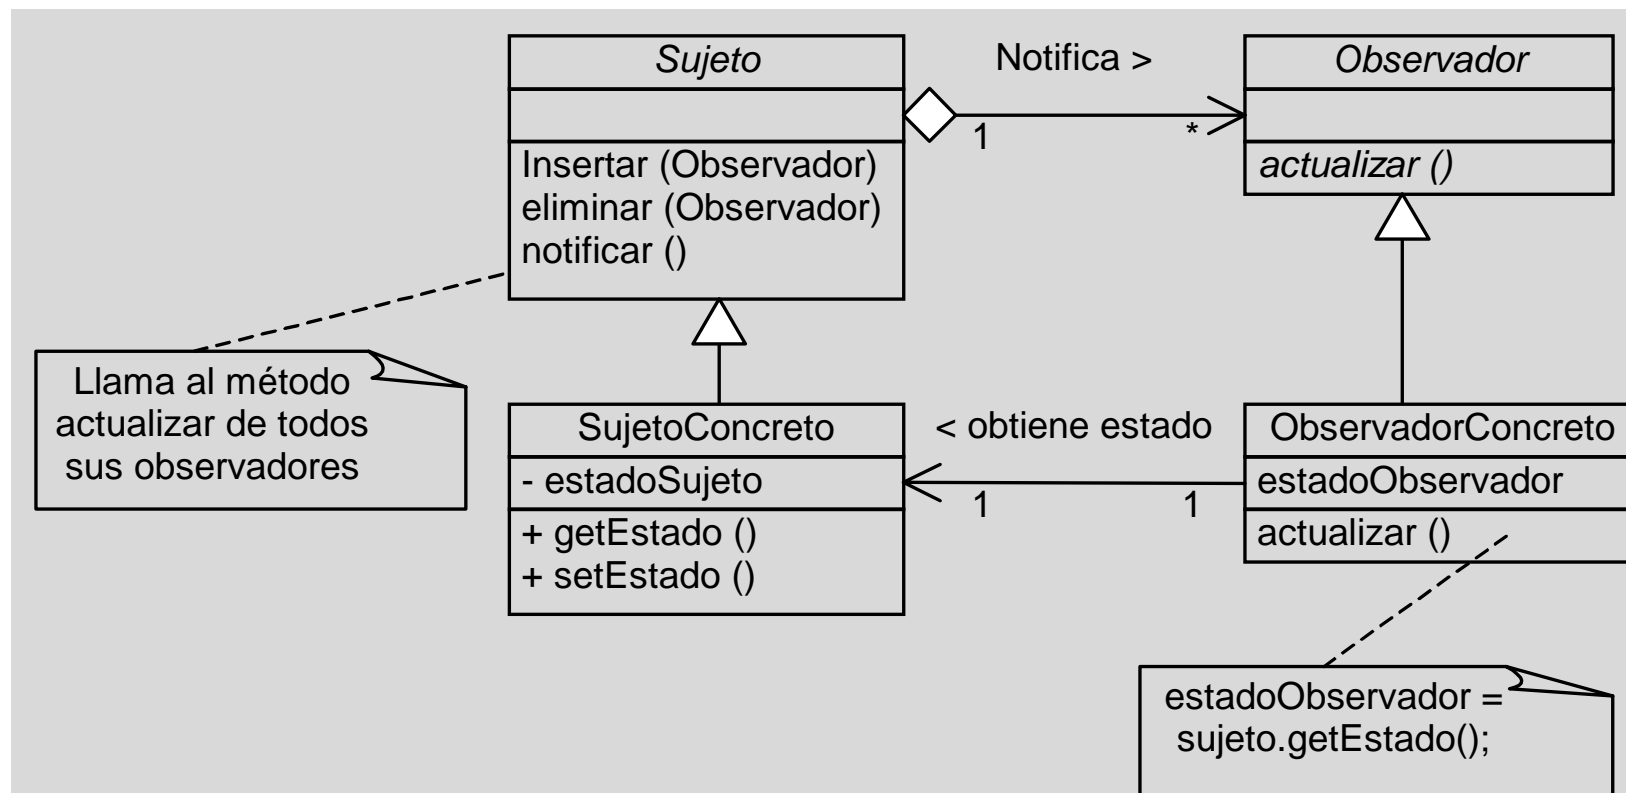 Sujeto
Notifica >
Observador
1
*
Insertar (Observador)
eliminar (Observador)
notificar ()
actualizar ()
Llama al método
actualizar de todos
sus observadores
SujetoConcreto
- estadoSujeto
+ getEstado ()
+ setEstado ()
< obtiene estado
1
1
ObservadorConcreto
estadoObservador
actualizar ()
estadoObservador =
sujeto.getEstado();